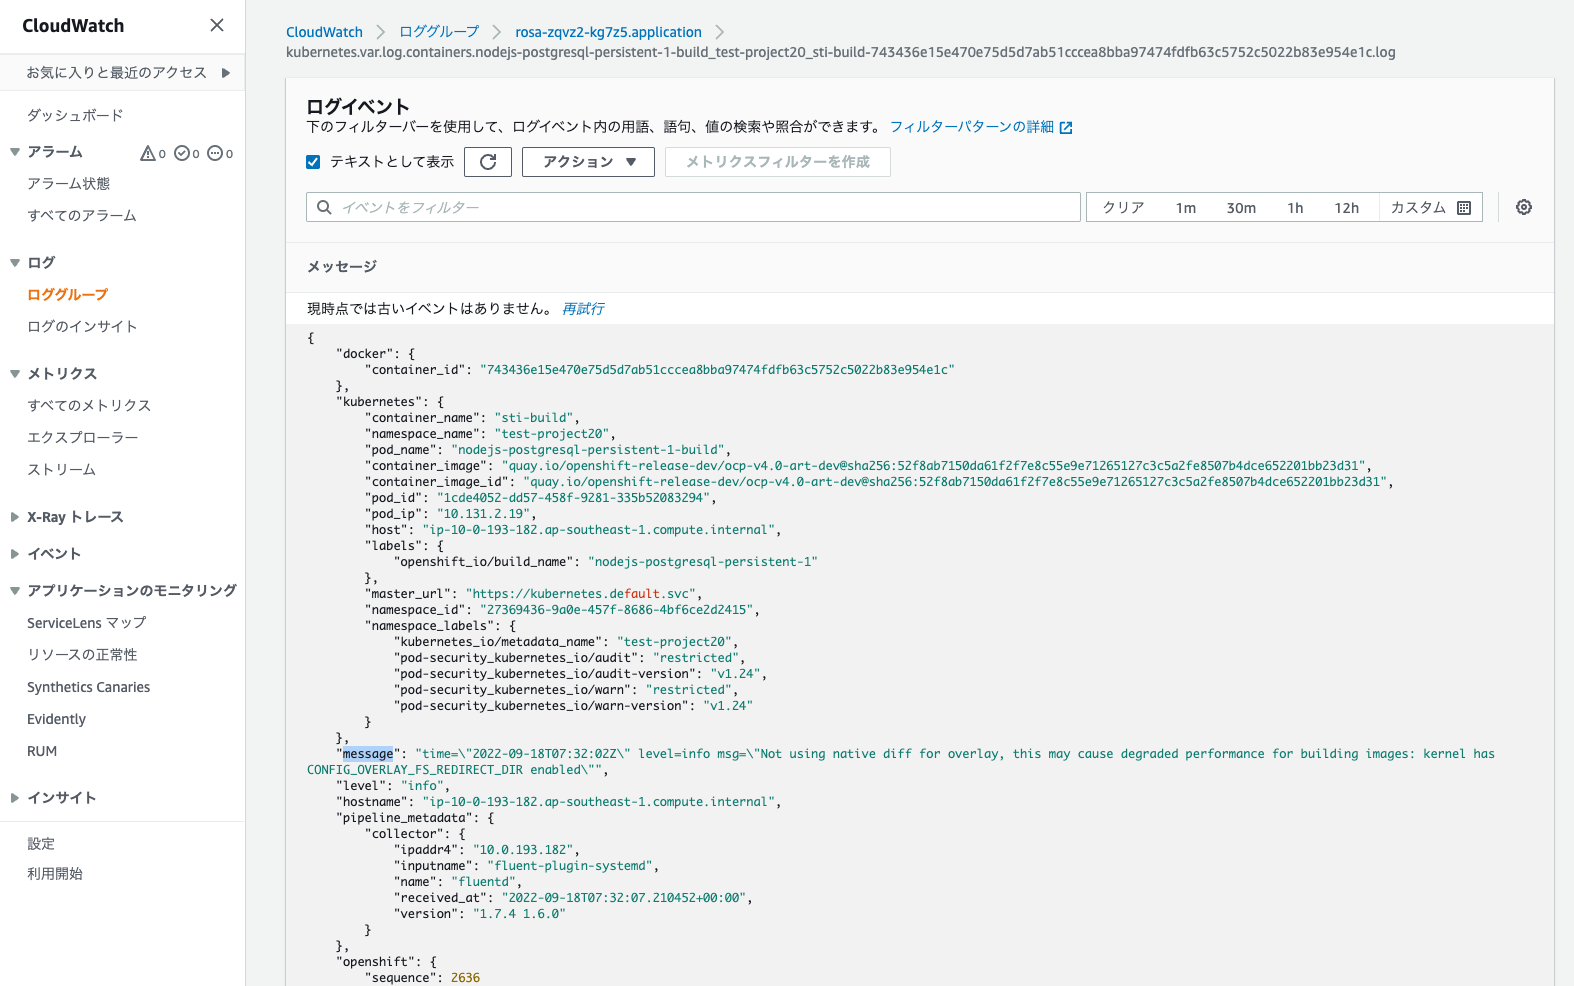 CloudWatch
お気に入りと最近のアクセス
ダッシュボード
アラーム 0 0 0
アラーム状態
すべてのアラーム
ログ
ロググループ
ログのインサイト
メトリクス
すべてのメトリクス
エクスプローラー
ストリーム
X-Ray トレース
イベント
アプリケーションのモニタリング
ServiceLens マップ
リソースの正常性
Synthetics Canaries
Evidently
RUM
インサイト
設定
利用開始
CloudWatch ロググループ rosa-zqvz2-kg7z5.application
kubernetes.var.log.containers.nodejs-postgresql-persistent-1-build_test-project20_sti-build-743436e15e470e75d5d7ab51cccea8bba97474fdfb63c5752c5022b83e954e1c.log
ログイベント
下のフィルターバーを使用して、ログイベント内の用語、語句、値の検索や照合ができます。 フィルターパターンの詳細
テキストとして表示 アクション メトリクスフィルターを作成
イベントをフィルター クリア 1m 30m 1h 12h カスタム
メッセージ
現時点では古いイベントはありません。 再試行
{
"docker": {
"container_id": "743436e15e470e75d5d7ab51cccea8bba97474fdfb63c5752c5022b83e954e1c"
},
"kubernetes": {
"container_name": "sti-build",
"namespace_name": "test-project20",
"pod_name": "nodejs-postgresql-persistent-1-build",
"container_image": "quay.io/openshift-release-dev/ocp-v4.0-art-dev@sha256:52f8ab7150da61f2f7e8c55e9e71265127c3c5a2fe8507b4dce652201bb23d31",
"container_image_id": "quay.io/openshift-release-dev/ocp-v4.0-art-dev@sha256:52f8ab7150da61f2f7e8c55e9e71265127c3c5a2fe8507b4dce652201bb23d31",
"pod_id": "1cde4052-dd57-458f-9281-335b52083294",
"pod_ip": "10.131.2.19",
"host": "ip-10-0-193-182.ap-southeast-1.compute.internal",
"labels": {
"openshift_io/build_name": "nodejs-postgresql-persistent-1"
},
"master_url": "https://kubernetes.default.svc",
"namespace_id": "27369436-9a0e-457f-8686-4bf6ce2d2415",
"namespace_labels": {
"kubernetes_io/metadata_name": "test-project20",
"pod-security_kubernetes_io/audit": "restricted",
"pod-security_kubernetes_io/audit-version": "v1.24",
"pod-security_kubernetes_io/warn": "restricted",
"pod-security_kubernetes_io/warn-version": "v1.24"
}
},
"message": "time=\"2022-09-18T07:32:02Z\" level=info msg=\"Not using native diff for overlay, this may cause degraded performance for building images: kernel has
CONFIG_OVERLAY_FS_REDIRECT_DIR enabled\"",
"level": "info",
"hostname": "ip-10-0-193-182.ap-southeast-1.compute.internal",
"pipeline_metadata": {
"collector": {
"ipaddr4": "10.0.193.182",
"inputname": "fluent-plugin-systemd",
"name": "fluentd",
"received_at": "2022-09-18T07:32:07.210452+00:00",
"version": "1.7.4 1.6.0"
}
},
"openshift": {
"sequence": 2636